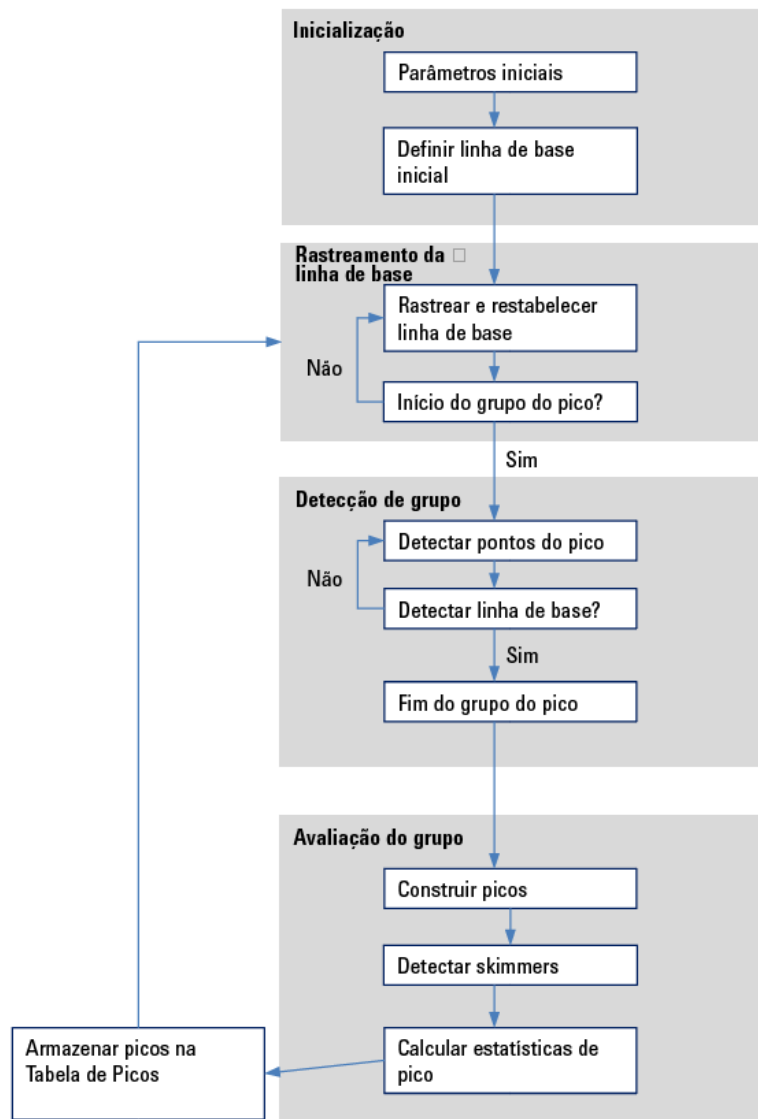 Inicialização
Parâmetros iniciais
Definir linha de base
inicial
Rastreamento da □
linha de base
Rastrear e restabelecer
linha de base
Não
Início do grupo do pico?
Sim
Detecção de grupo
Detectar pontos do pico
Não
Detectar linha de base?
Sim
Fim do grupo do pico
Avaliação do grupo
Construir picos
Detectar skimmers
Armazenar picos na
Tabela de Picos
Calcular estatísticas de
pico